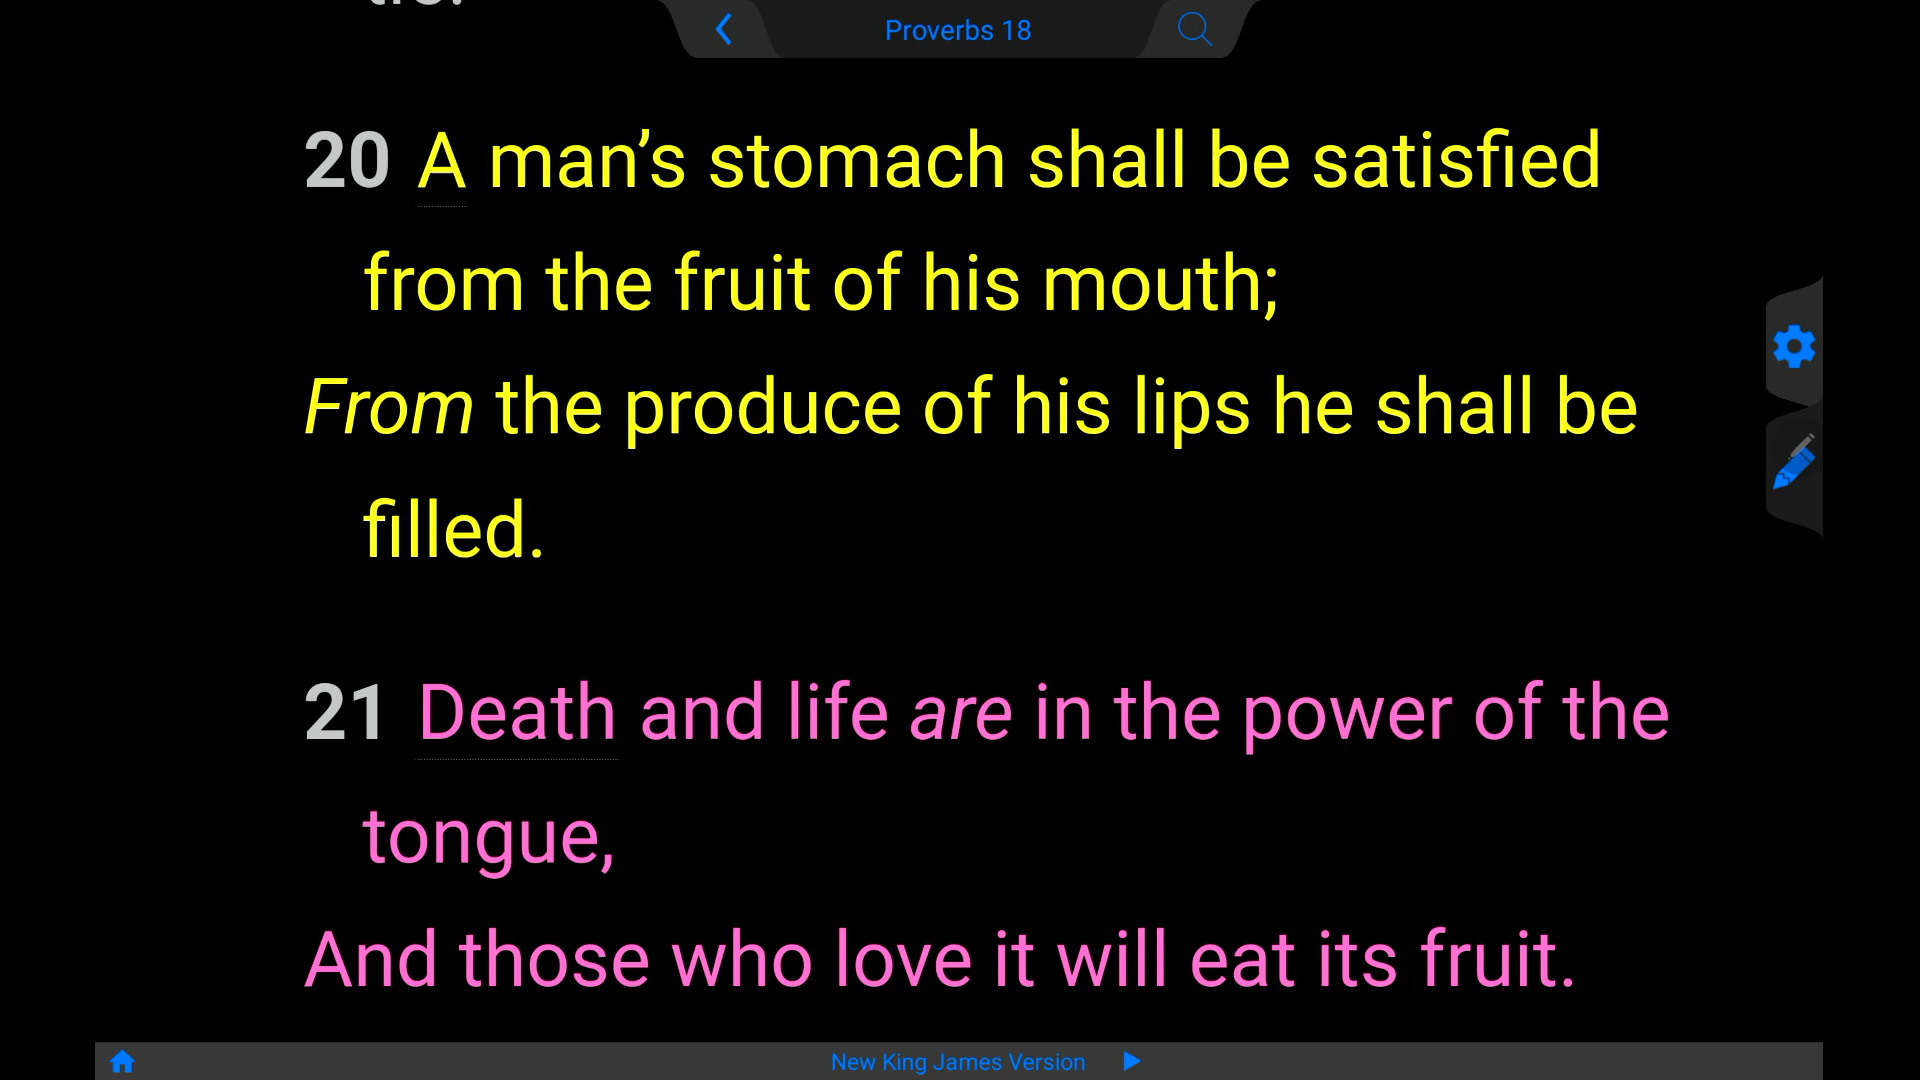 Proverbs 18
20 A man’s stomach shall be satisfied
from the fruit of his mouth;
From the produce of his lips he shall be
filled.
21 Death and life are in the power of the
tongue,
And those who love it will eat its fruit.
New King James Version